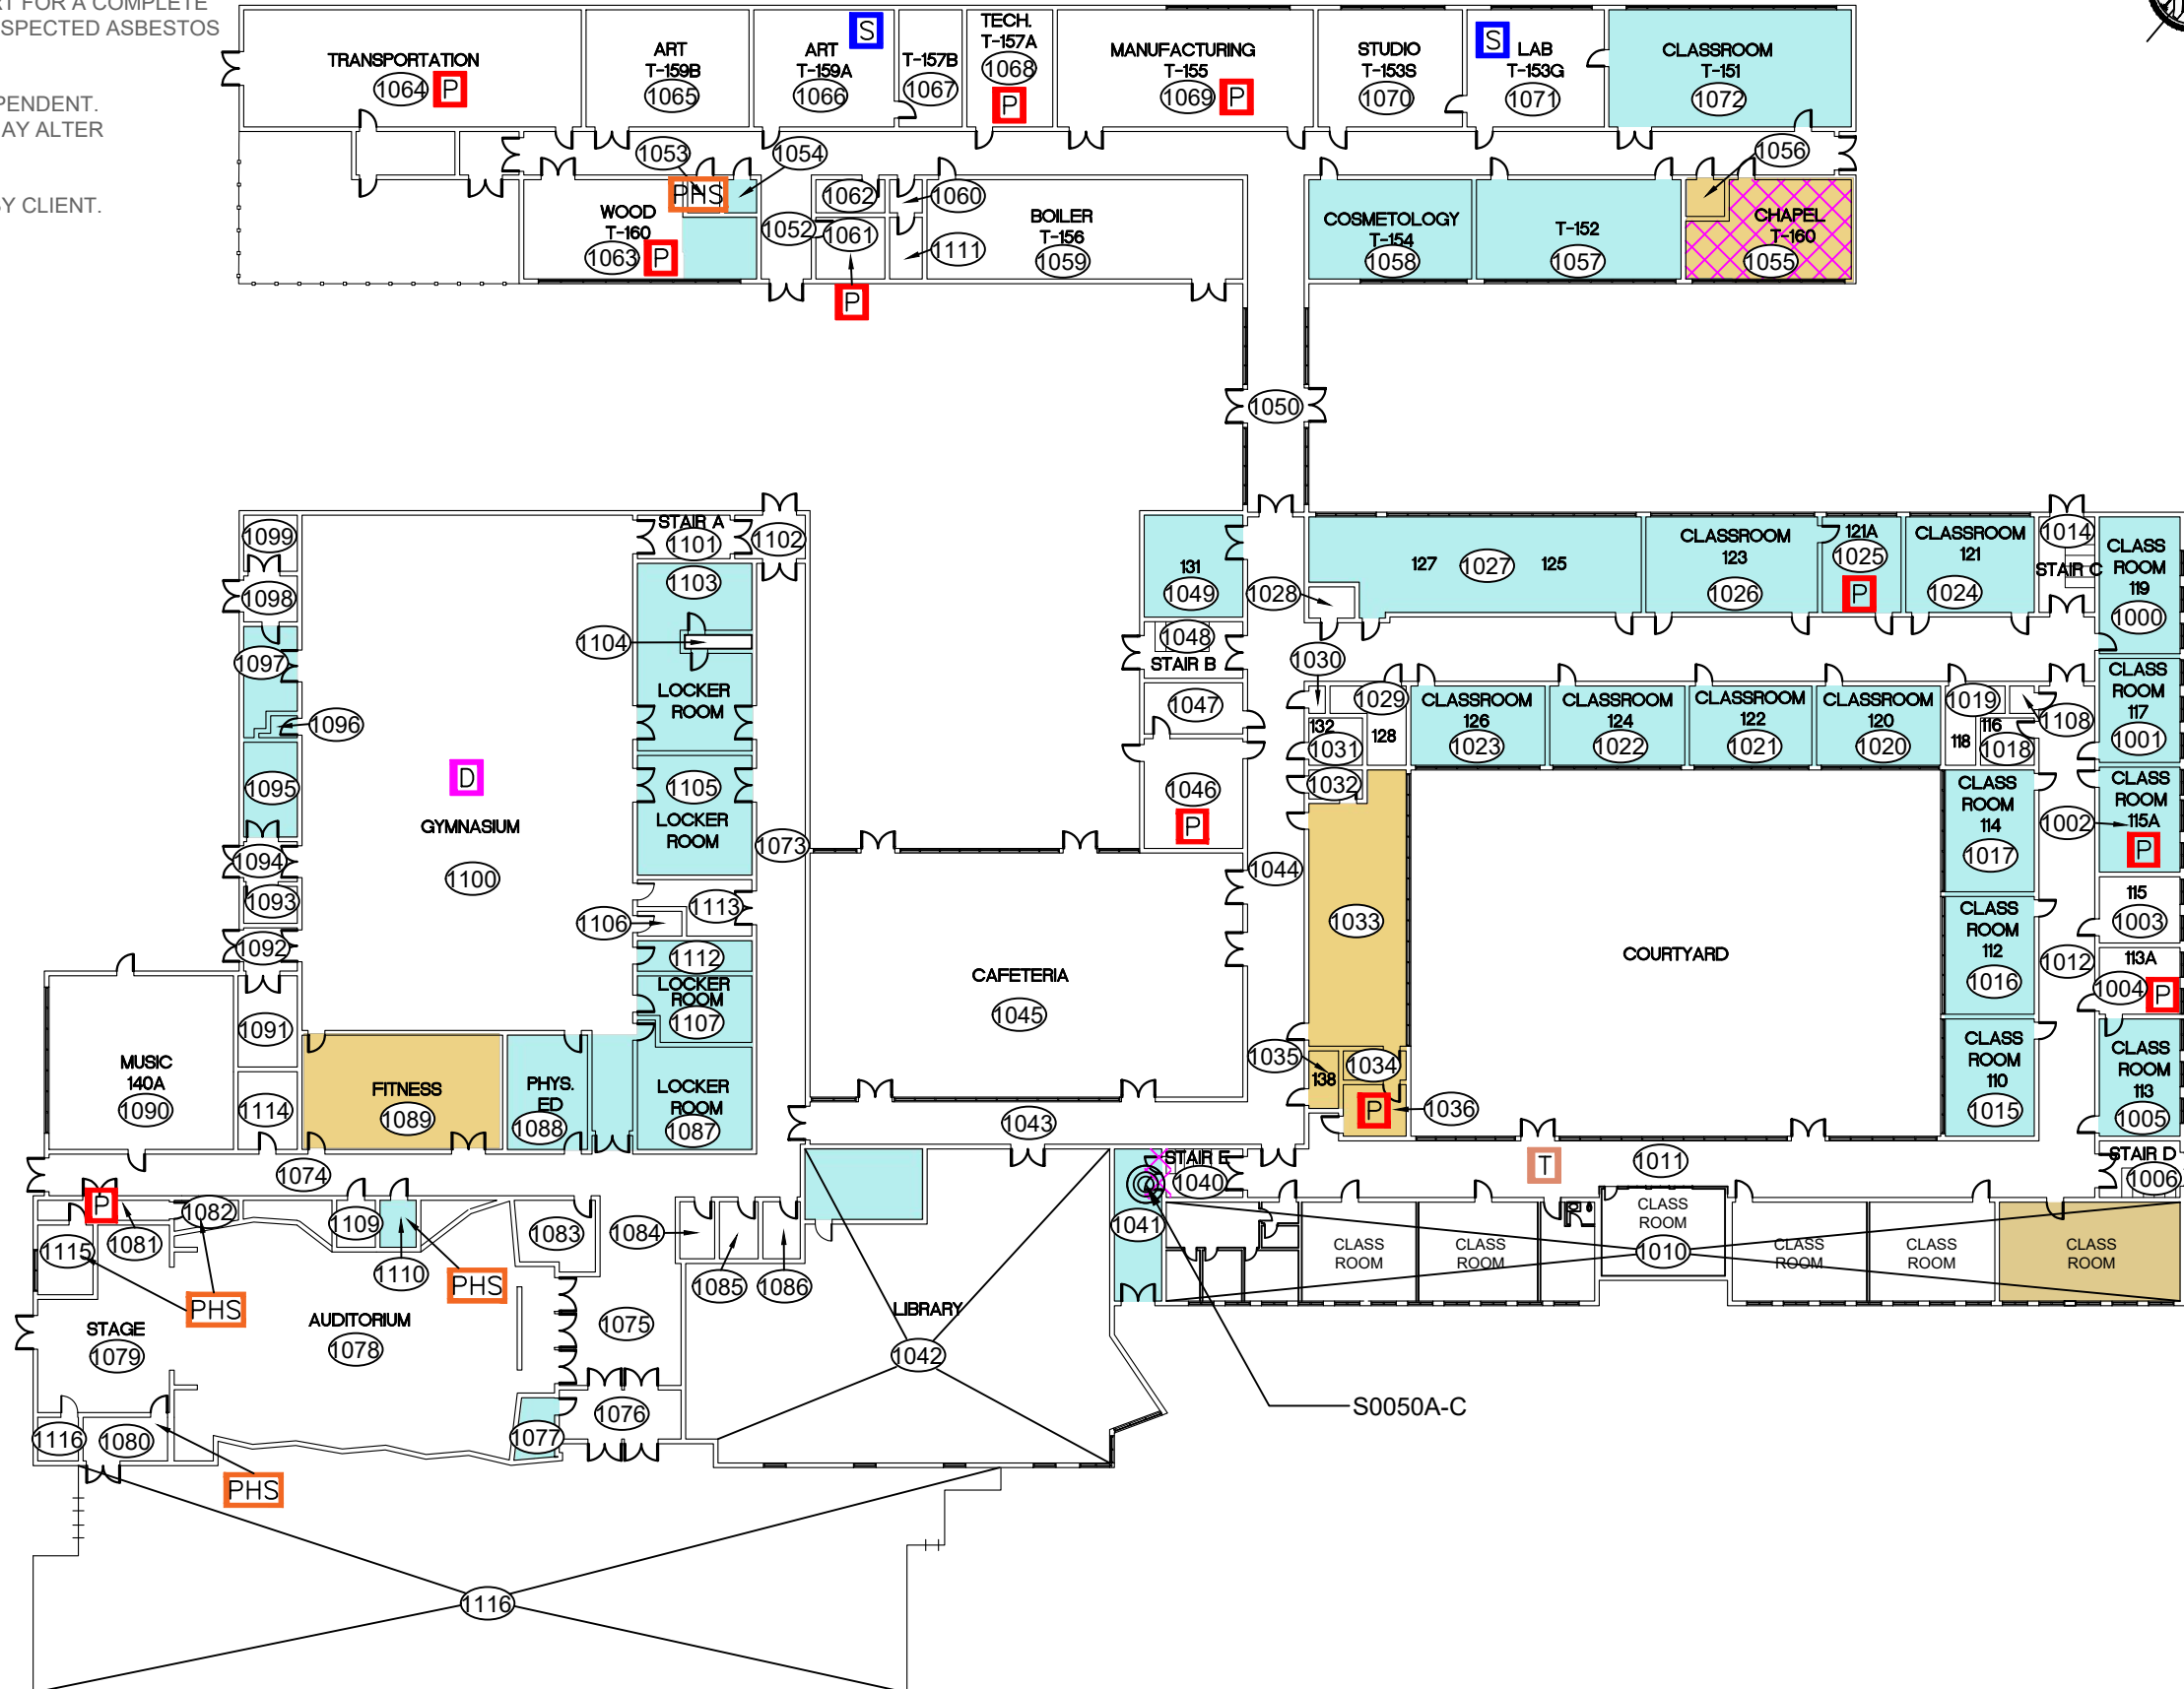 RT FOR A COMPLETE
SPECTED ASBESTOS
PENDENT.
AY ALTER
BY CLIENT.
TRANSPORTATION
1064
P
ART
T-159B
1065
ART
T-159A
1066
S
T-157B
1067
TECH.
T-157A
1068
P
MANUFACTURING
T-155
1069
P
STUDIO
T-153S
1070
S
LAB
T-153G
1071
CLASSROOM
T-151
1072
1053
1054
1056
PHS
WOOD
T-160
1063
P
1052
1062
1061
1060
1111
P
BOILER
T-156
1059
COSMETOLOGY
T-154
1058
T-152
1057
CHAPEL
T-160
1055
1050
1099
1098
1097
1096
1095
1094
1093
1092
1091
1114
STAIR A
1101
1102
1103
1104
LOCKER
ROOM
1105
LOCKER
ROOM
1073
D
GYMNASIUM
1100
1113
1106
1112
LOCKER
ROOM
1107
LOCKER
ROOM
1087
MUSIC
140A
1090
FITNESS
1089
PHYS.
ED
1088
131
1049
1048
STAIR B
1047
1046
P
1028
127
1027
125
CLASSROOM
123
1026
121A
1025
P
CLASSROOM
121
1024
1014
STAIR C
CLASS
ROOM
119
1000
1030
1029
132
1031
128
1032
CLASSROOM
126
1023
CLASSROOM
124
1022
CLASSROOM
122
1021
CLASSROOM
120
1020
1019
118
116
1018
1108
CLASS
ROOM
117
1001
1002
CLASS
ROOM
115A
P
CLASS
ROOM
114
1017
115
1003
CLASS
ROOM
112
1016
1012
113A
1004
P
CLASS
ROOM
110
1015
CLASS
ROOM
113
1005
STAIR D
1006
1044
1033
1035
1034
138
P
1036
COURTYARD
CAFETERIA
1045
1043
1074
T
1011
STAIR E
1040
1041
CLASS
ROOM
CLASS
ROOM
CLASS
ROOM
1010
CLASS
ROOM
CLASS
ROOM
CLASS
ROOM
P
1081
1082
1115
1109
1110
PHS
PHS
1083
1084
1085
1086
STAGE
1079
AUDITORIUM
1078
1075
1076
1077
LIBRARY
1042
1116
1080
PHS
S0050A-C
1116